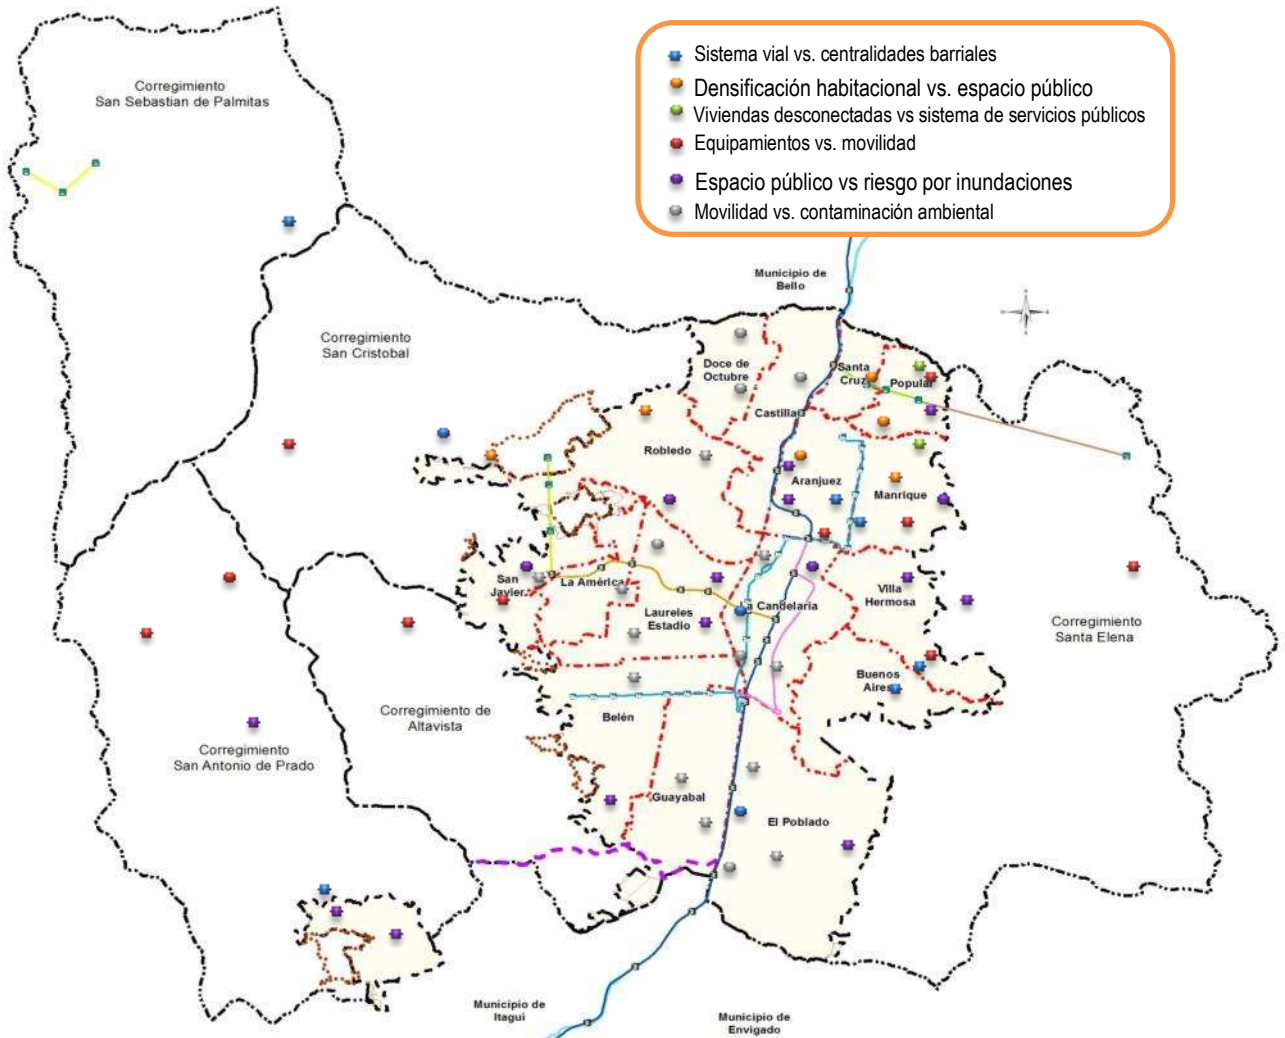 Sistema vial vs. centralidades barriales
Densificación habitacional vs. espacio público
Viviendas desconectadas vs sistema de servicios públicos
Equipamientos vs. movilidad
Espacio público vs riesgo por inundaciones
Movilidad vs. contaminación ambiental
Corregimiento
San Sebastian de Palmitas
Municipio de
Bello
Corregimiento
San Cristobal
Doce de
Octubre
Santa
Cruz
Popular
Castilla
Robledo
Aranjuez
Manrique
San
Javier
La América
Laureles
Estadio
La Candelaria
Villa
Hermosa
Corregimiento
Santa Elena
Buenos
Aires
Belén
Corregimiento de
Altavista
Corregimiento
San Antonio de Prado
Guayabal
El Poblado
Municipio de
Itagui
Municipio de
Envigado